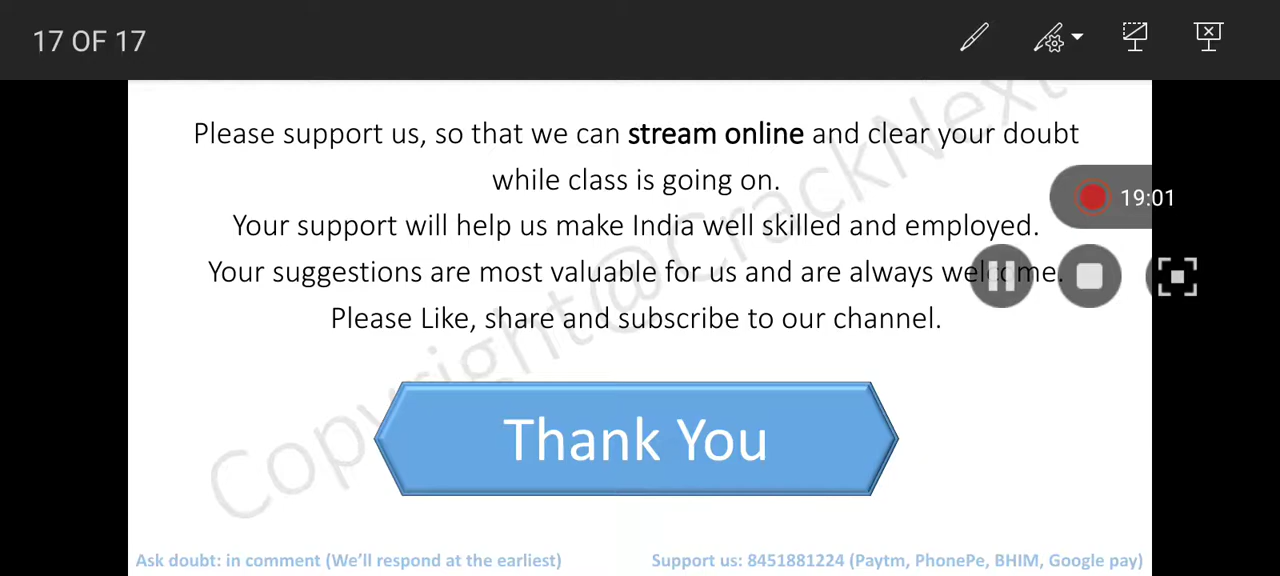 17 OF 17
Please support us, so that we can stream online and clear your doubt
while class is going on.
19:01
Your support will help us make India well skilled and employed.
Your suggestions are most valuable for us and are always welcome.
Please Like, share and subscribe to our channel.
Copyright@CrackNext
Thank You
Ask doubt: in comment (We'll respond at the earliest)
Support us: 8451881224 (Paytm, PhonePe, BHIM, Google pay)